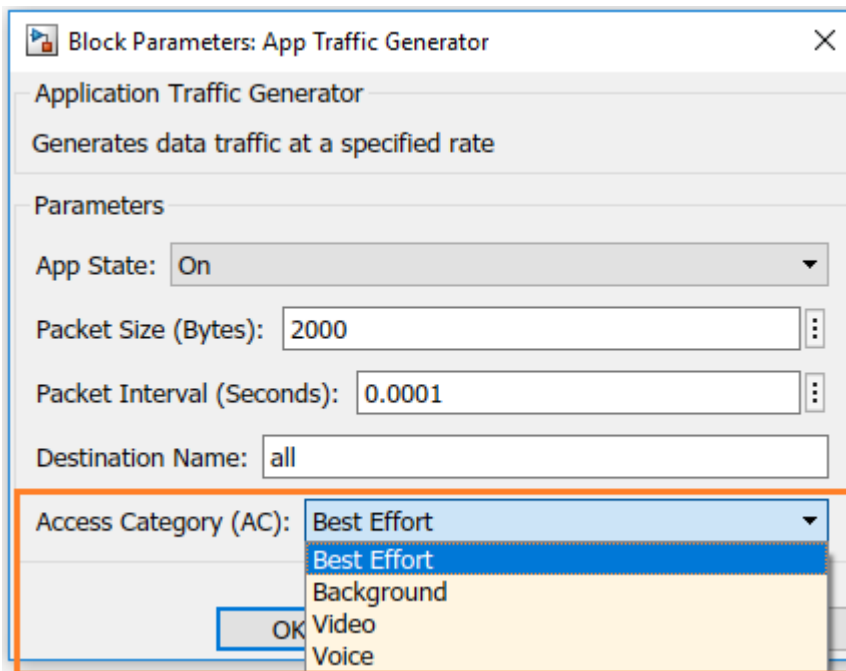 Block Parameters: App Traffic Generator
Application Traffic Generator
Generates data traffic at a specified rate
Parameters
App State: On
Packet Size (Bytes): 2000
Packet Interval (Seconds): 0.0001
Destination Name: all
Access Category (AC): Best Effort
Best Effort
Background
Video
OK
Voice